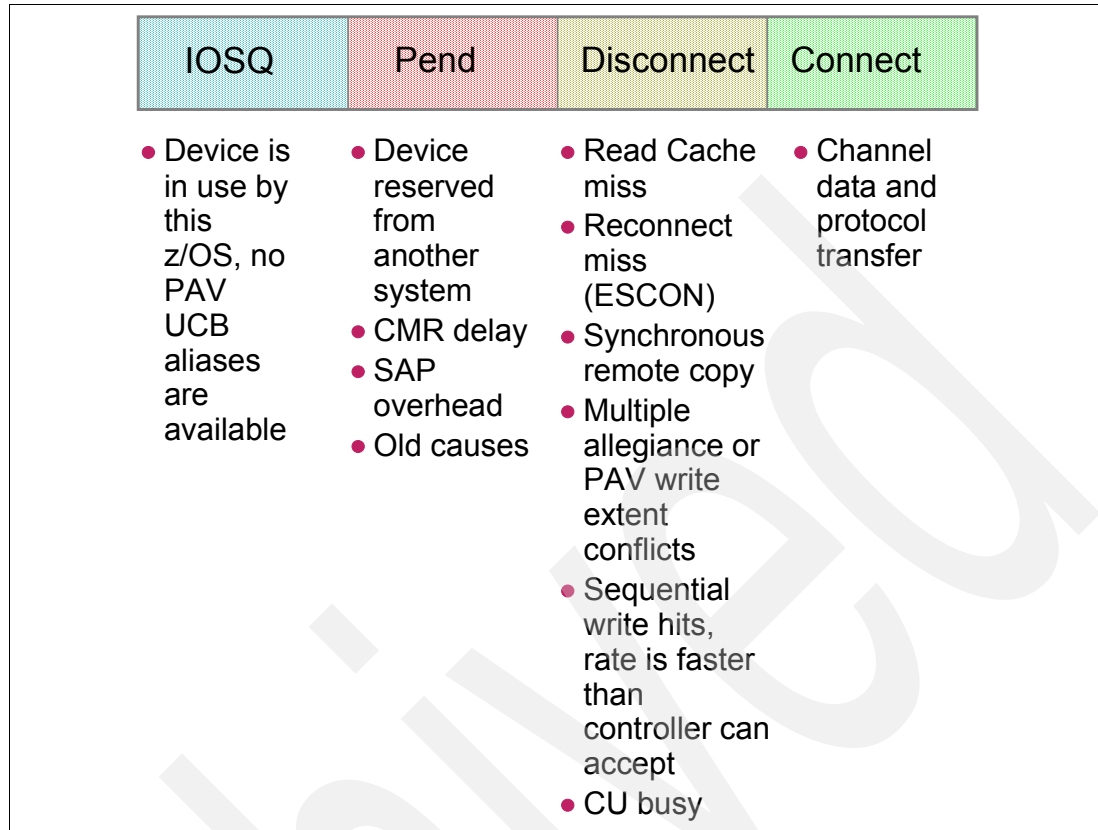 IOSQ
Pend
Disconnect
Connect
• Device is
in use by
this
z/OS, no
PAV
UCB
aliases
are
available
• Device
reserved
from
another
system
• CMR delay
• SAP
overhead
• Old causes
• Read Cache
miss
• Reconnect
miss
(ESCON)
• Synchronous
remote copy
• Multiple
allegiance or
PAV write
extent
conflicts
• Sequential
write hits,
rate is faster
than
controller can
accept
• CU busy
• Channel
data and
protocol
transfer